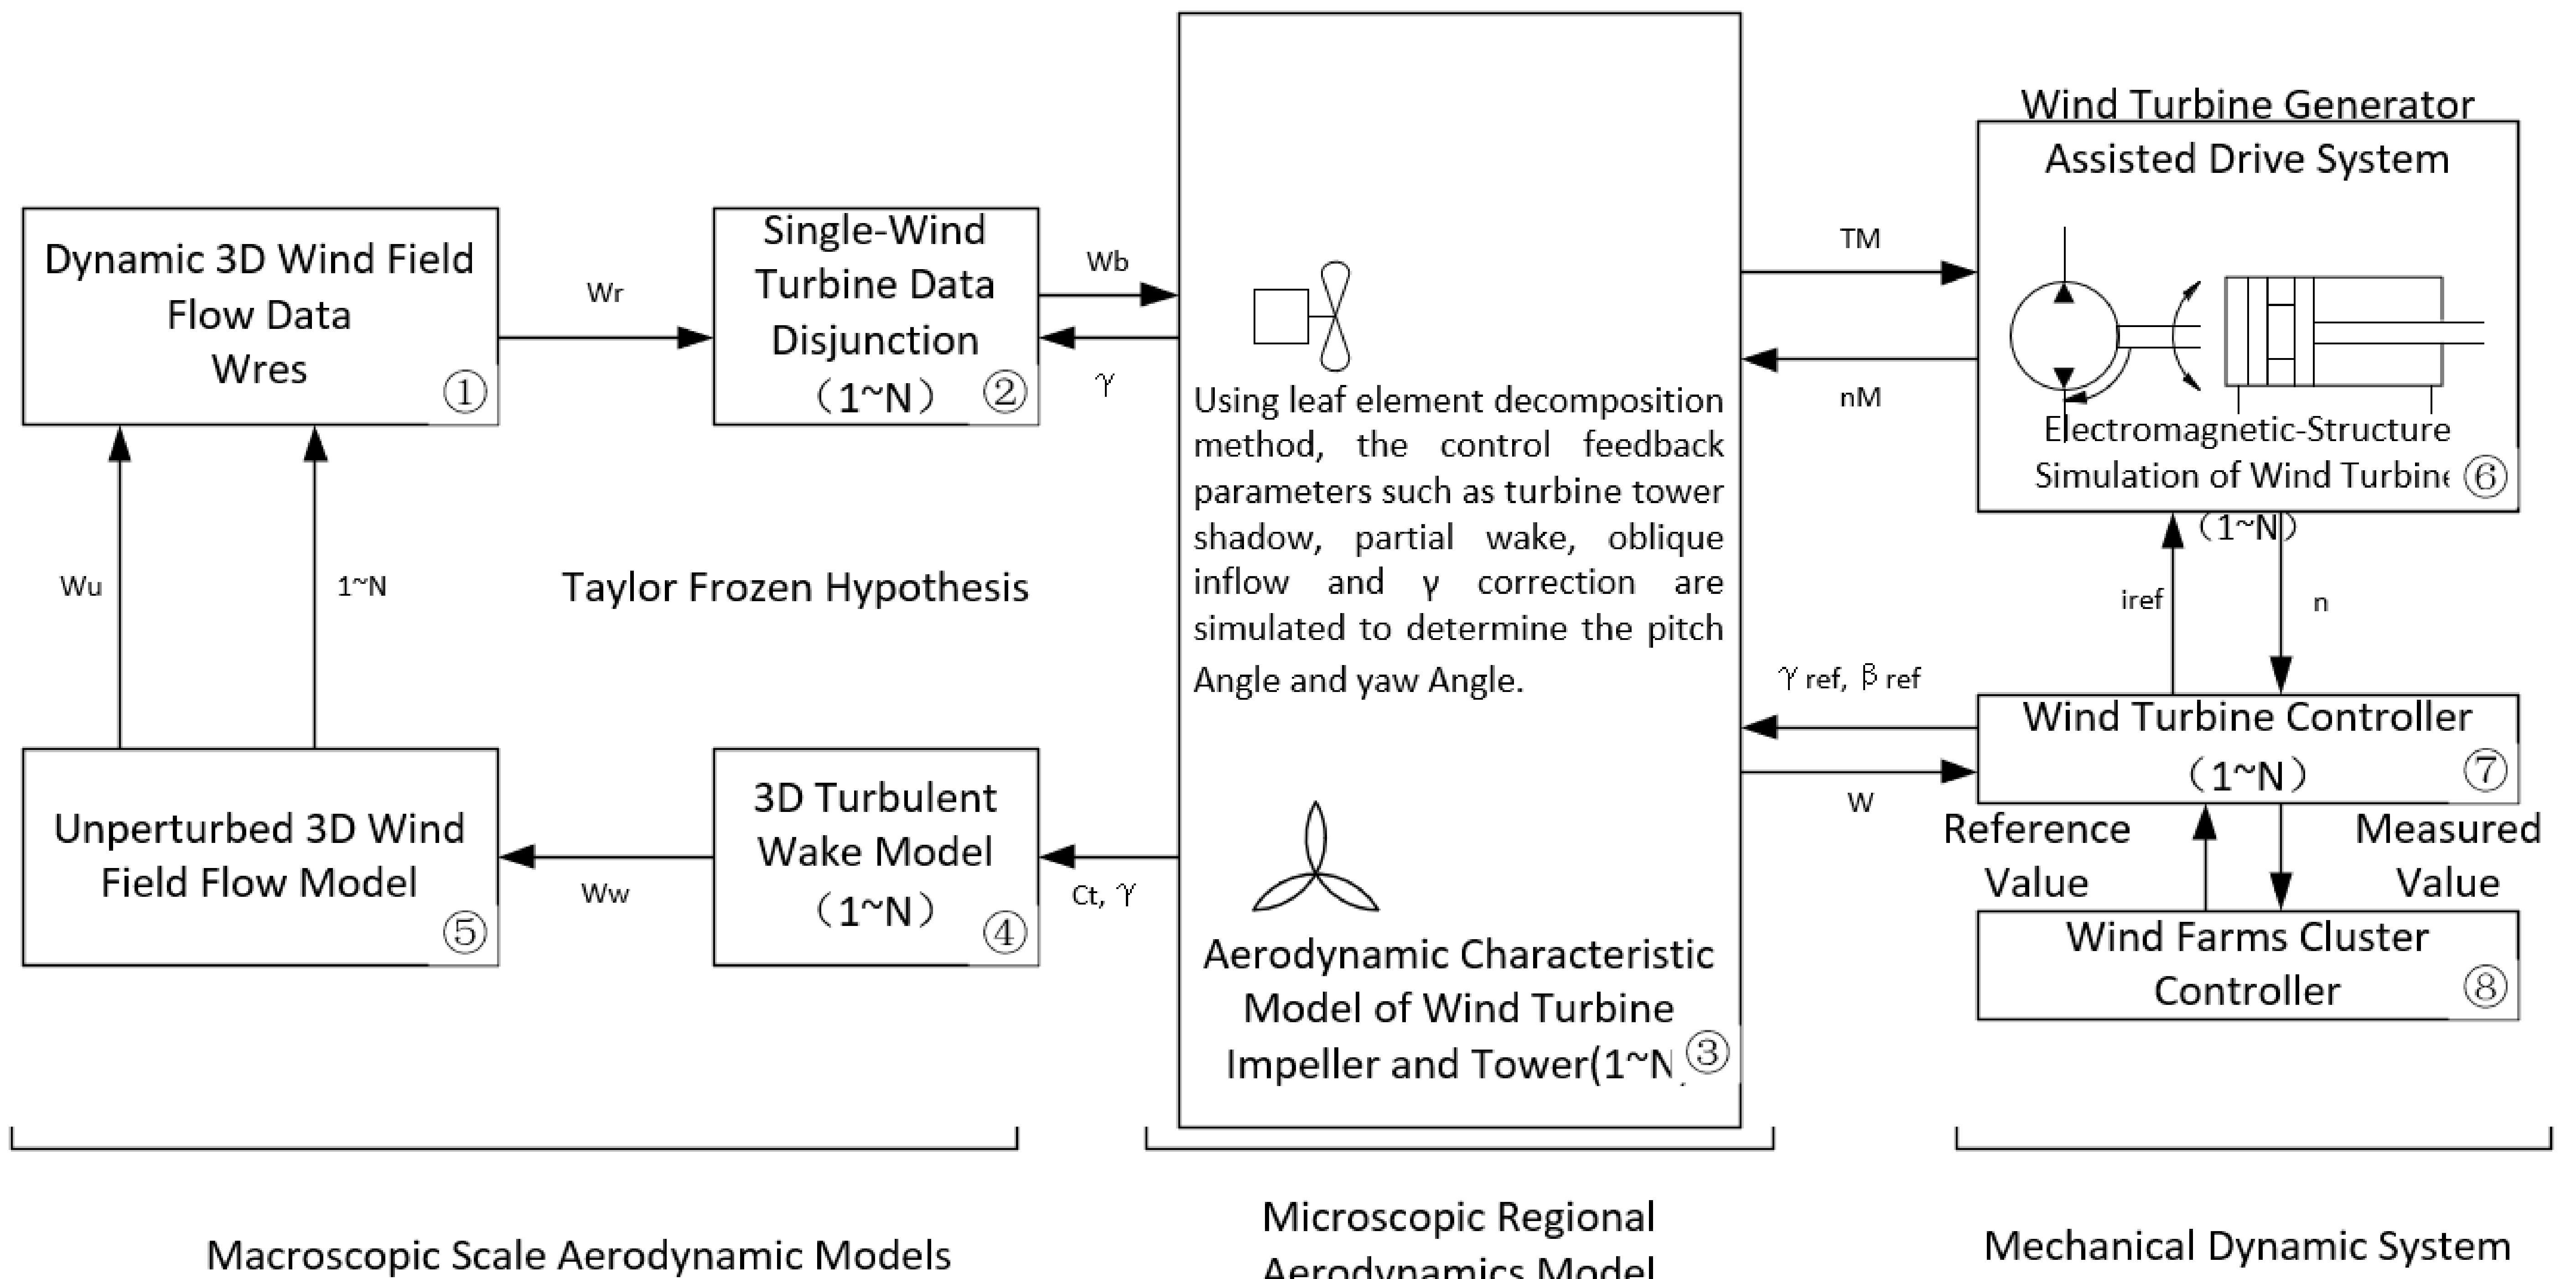 Dynamic 3D Wind Field
Flow Data
Wres
①
Wr
Single-Wind
Turbine Data
Disjunction
（1~N）
②
Wb
γ
Wu
1~N
Taylor Frozen Hypothesis
Unperturbed 3D Wind
Field Flow Model
⑤
Ww
3D Turbulent
Wake Model
（1~N）
④
Ct, γ
Using leaf element decomposition
method, the control feedback
parameters such as turbine tower
shadow, partial wake, oblique
inflow and γ correction are
simulated to determine the pitch
Angle and yaw Angle.
Aerodynamic Characteristic
Model of Wind Turbine
Impeller and Tower(1~N)
③
TM
nM
γ ref, β ref
W
Wind Turbine Generator
Assisted Drive System
Electromagnetic-Structure
Simulation of Wind Turbine
（1~N）
⑥
iref
n
Wind Turbine Controller
（1~N）
⑦
Reference
Value
Measured
Value
Wind Farms Cluster
Controller
⑧
Macroscopic Scale Aerodynamic Models
Microscopic Regional
Aerodynamics Model
Mechanical Dynamic System